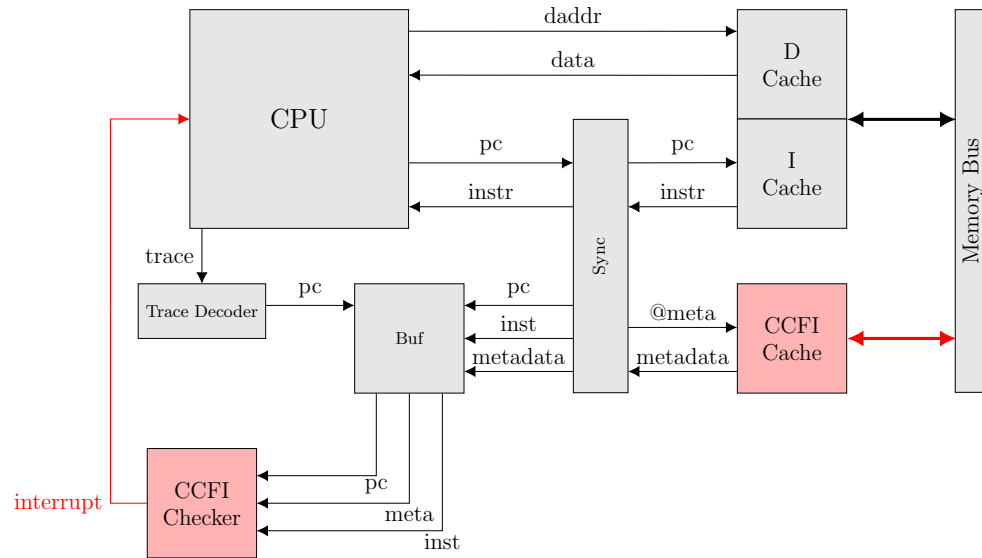 daddr
D
Cache
data
CPU
pc
pc
I
Cache
instr
instr
Memory Bus
Sync
trace
Trace Decoder
pc
Buf
pc
inst
metadata
@meta
metadata
CCFI
Cache
interrupt
CCFI
Checker
pc
meta
inst